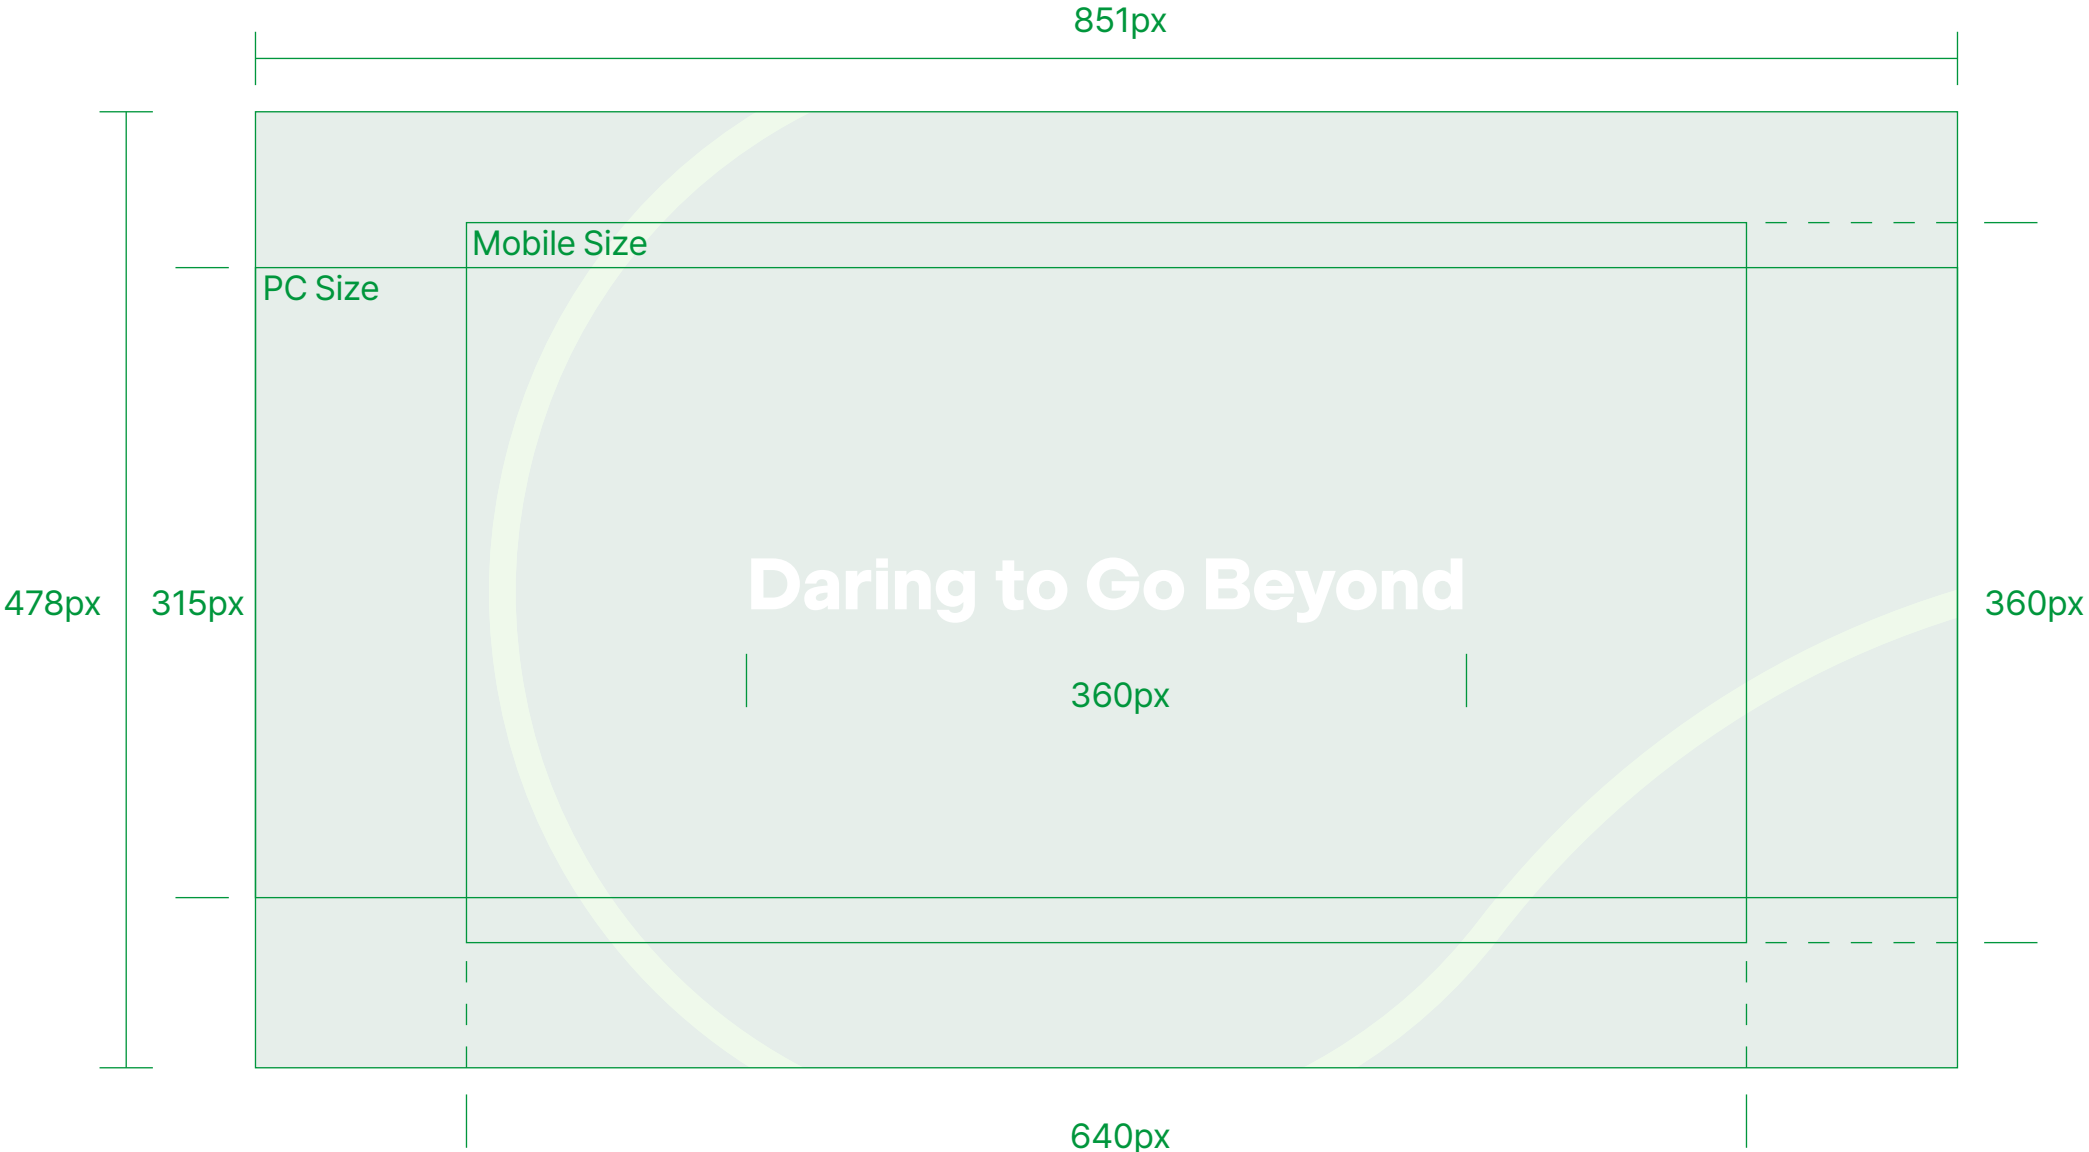 851px
Mobile Size
PC Size
Daring to Go Beyond
478px
315px
360px
360px
640px